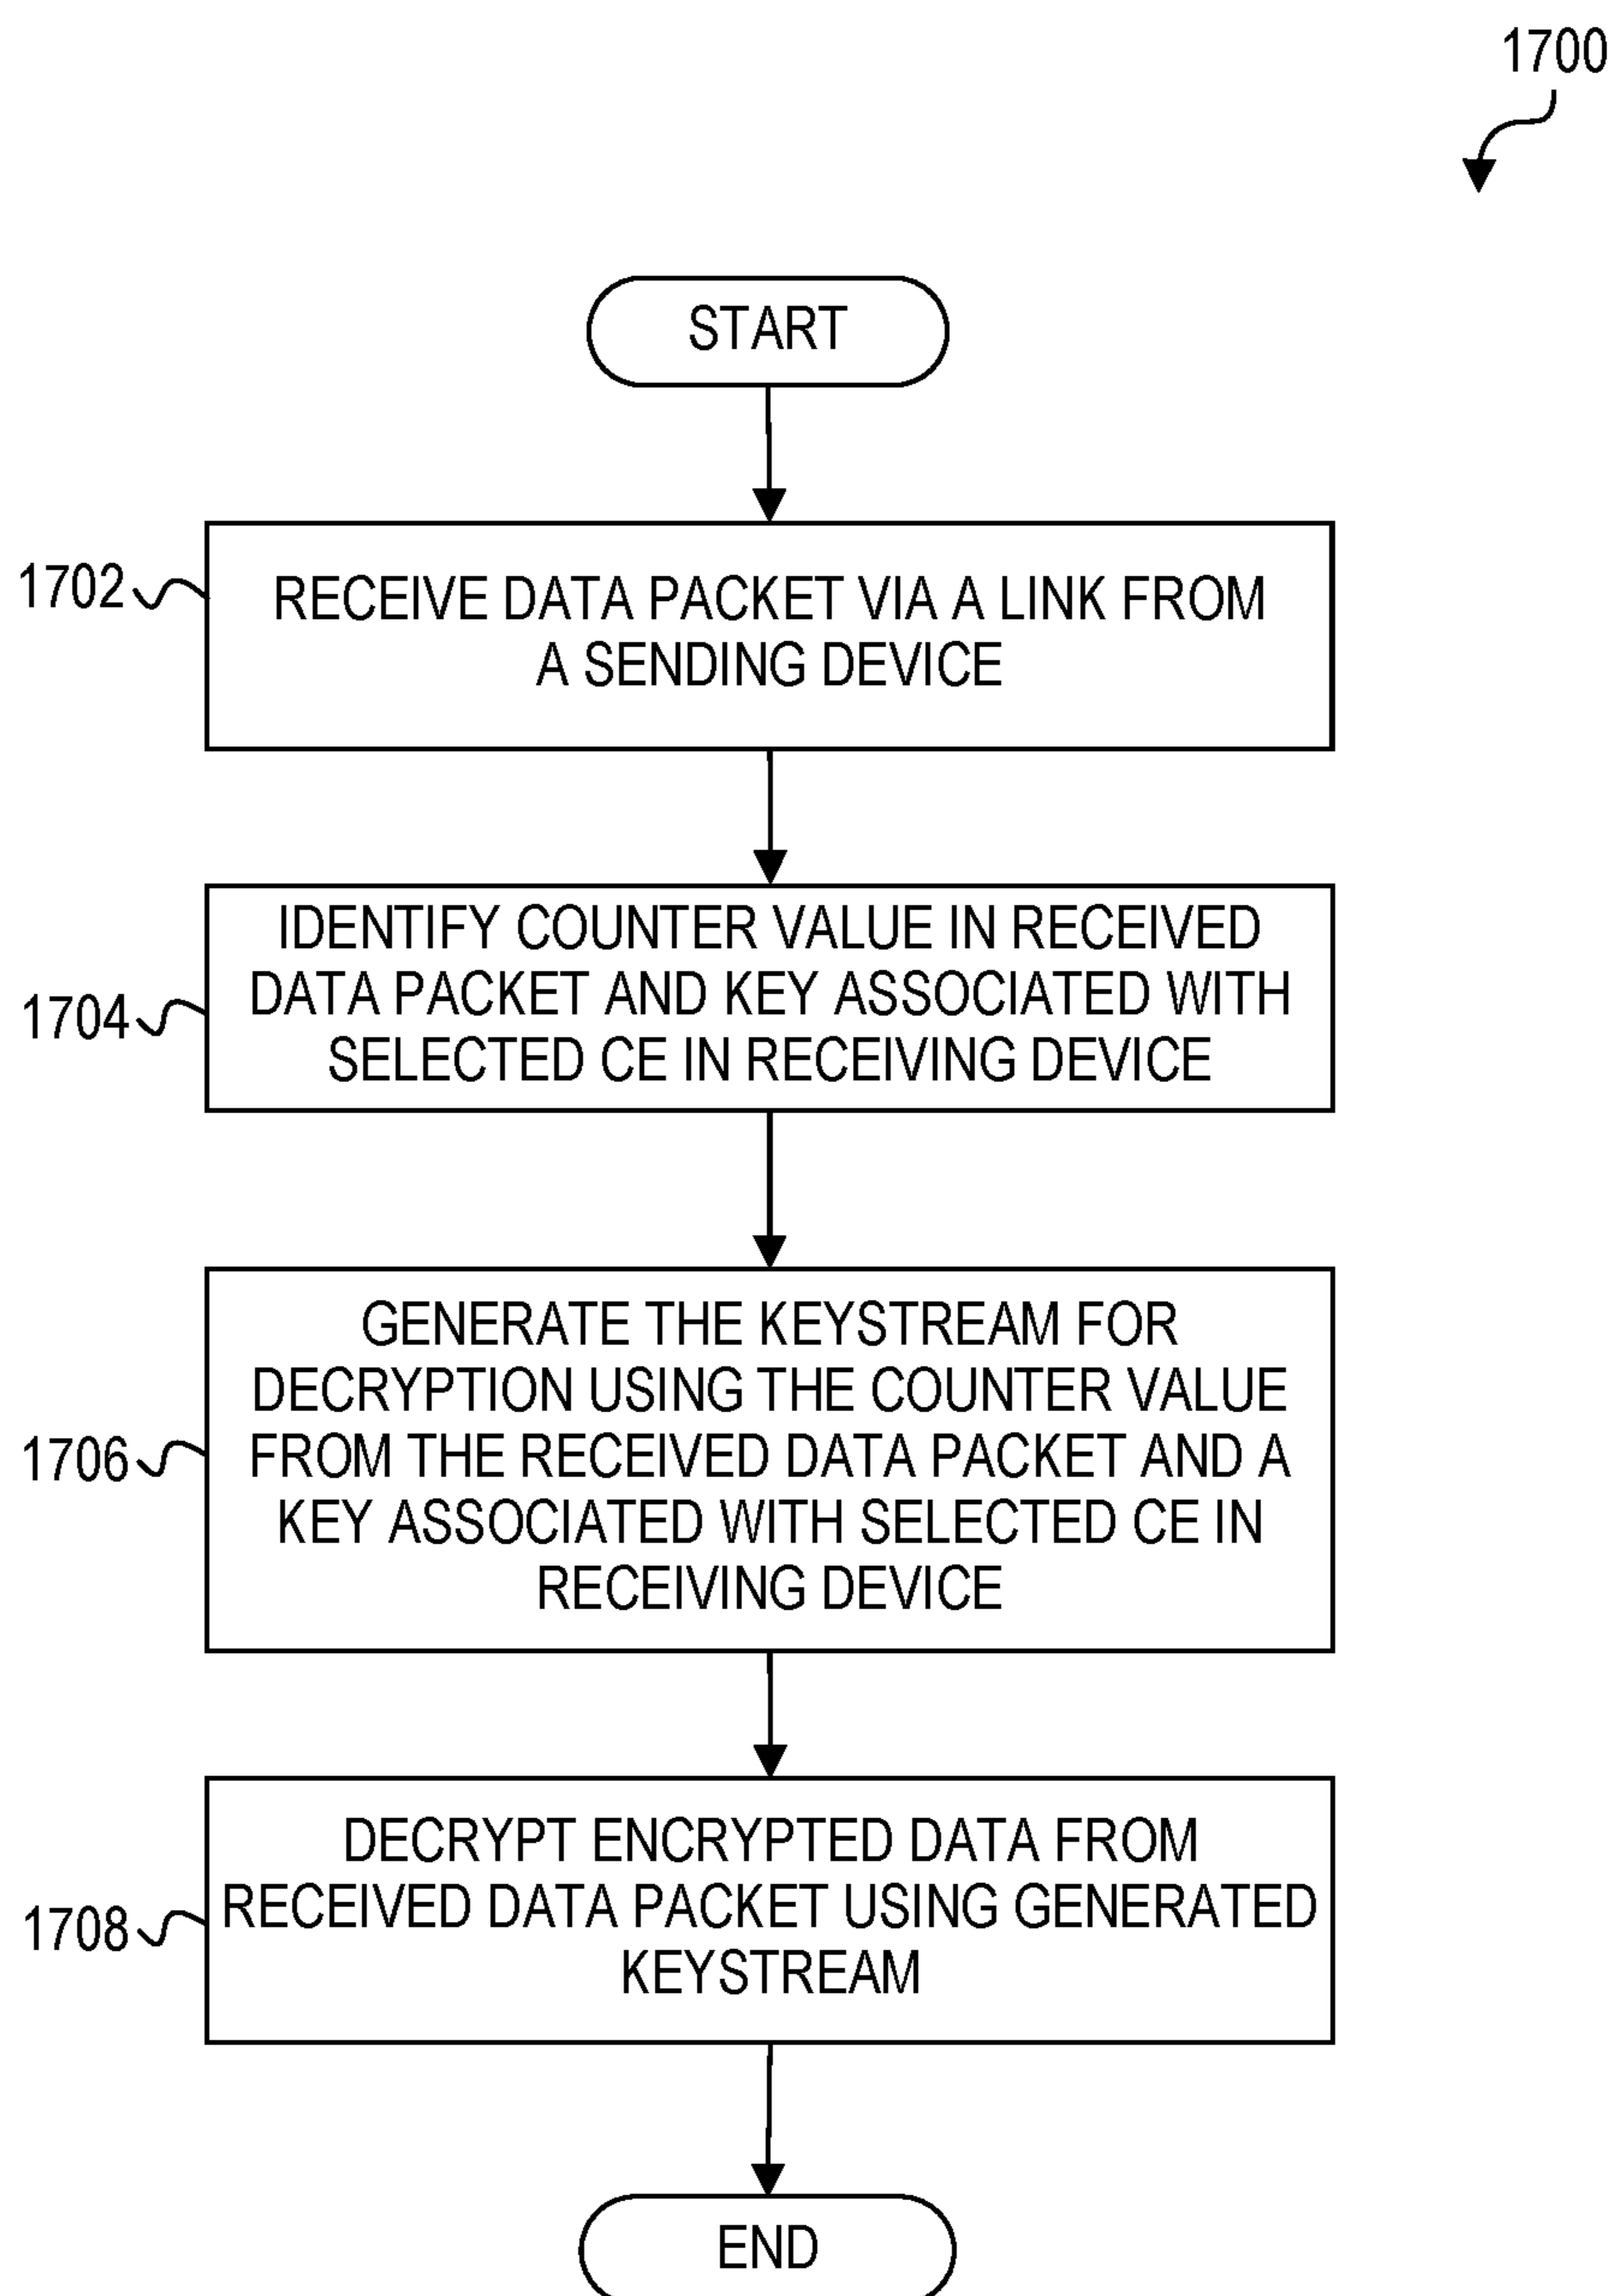 1700
START
1702
RECEIVE DATA PACKET VIA A LINK FROM
A SENDING DEVICE
1704
IDENTIFY COUNTER VALUE IN RECEIVED
DATA PACKET AND KEY ASSOCIATED WITH
SELECTED CE IN RECEIVING DEVICE
1706
GENERATE THE KEYSTREAM FOR
DECRYPTION USING THE COUNTER VALUE
FROM THE RECEIVED DATA PACKET AND A
KEY ASSOCIATED WITH SELECTED CE IN
RECEIVING DEVICE
1708
DECRYPT ENCRYPTED DATA FROM
RECEIVED DATA PACKET USING GENERATED
KEYSTREAM
END